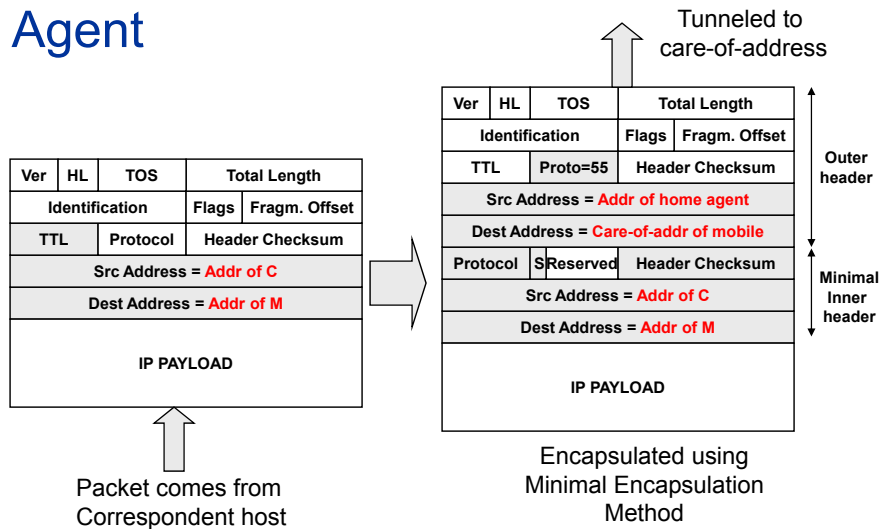 Agent
Tunneled to
care-of-address
Ver HL TOS Total Length
Identification Flags Fragm. Offset
TTL Protocol Header Checksum
Src Address = Addr of C
Dest Address = Addr of M
IP PAYLOAD
Packet comes from
Correspondent host
Ver HL TOS Total Length
Identification Flags Fragm. Offset
TTL Proto=55 Header Checksum
Src Address = Addr of home agent
Dest Address = Care-of-addr of mobile
Protocol S Reserved Header Checksum
Src Address = Addr of C
Dest Address = Addr of M
IP PAYLOAD
Outer
header
Minimal
Inner
header
Encapsulated using
Minimal Encapsulation
Method